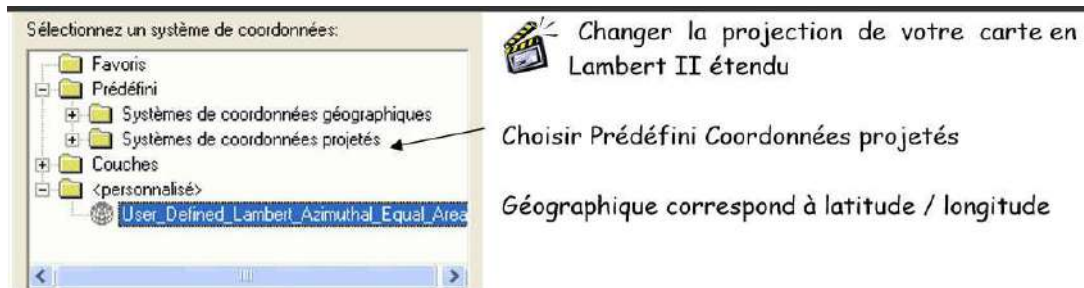 Sélectionnez un système de coordonnées:
Favoris
Prédéfini
Systèmes de coordonnées géographiques
Systèmes de coordonnées projetés
Couches
<personnalisé>
User_Defined_Lambert_Azimuthal_Equal_Area
Changer la projection de votre carte en
Lambert II étendu
Choisir Prédéfini Coordonnées projetés
Géographique correspond à latitude / longitude